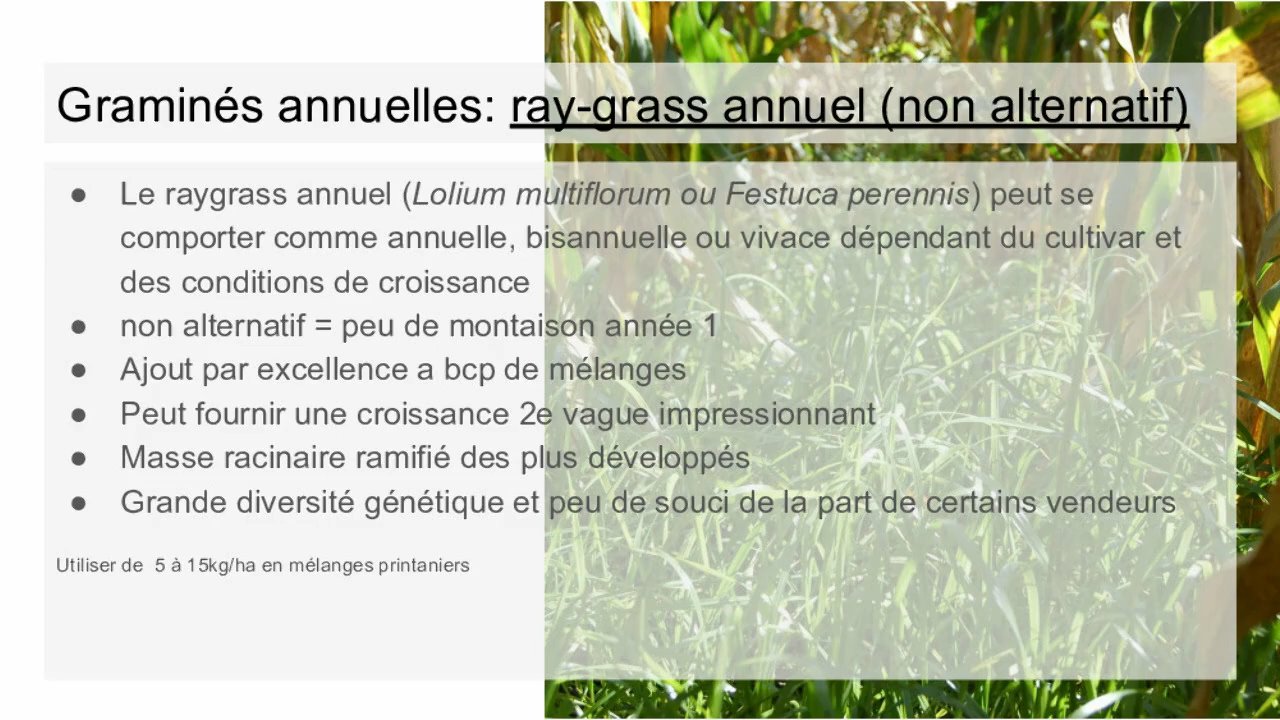 Graminés annuelles: ray-grass annuel (non alternatif)
● Le raygrass annuel (Lolium multiflorum ou Festuca perennis) peut se
comporter comme annuelle, bisannuelle ou vivace dépendant du cultivar et
des conditions de croissance
● non alternatif = peu de montaison année 1
● Ajout par excellence a bcp de mélanges
● Peut fournir une croissance 2e vague impressionnant
● Masse racinaire ramifié des plus développés
● Grande diversité génétique et peu de souci de la part de certains vendeurs
Utiliser de 5 à 15kg/ha en mélanges printaniers